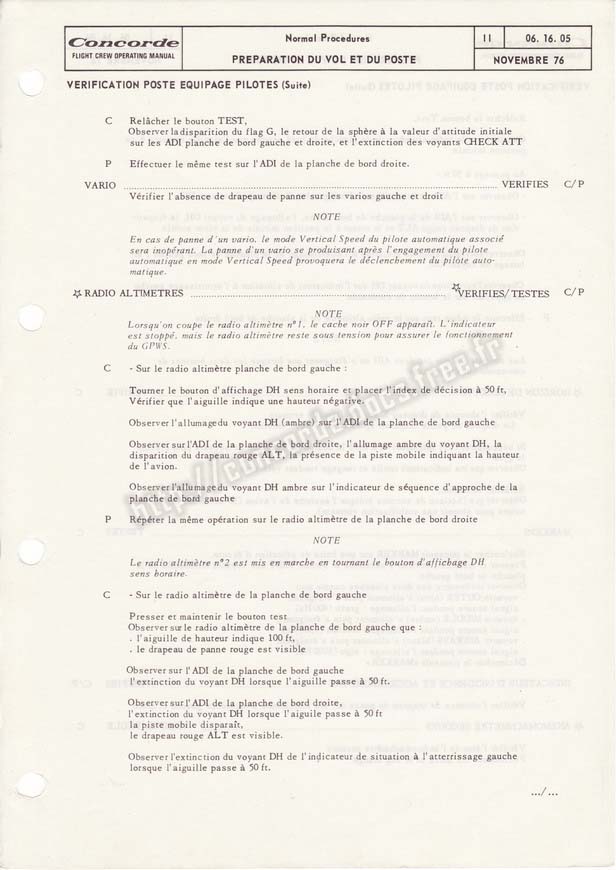 Concorde
FLIGHT CREW OPERATING MANUAL
Normal Procedures
PREPARATION DU VOL ET DU POSTE
11
06. 16. 05
NOVEMBRE 76
VERIFICATION POSTE EQUIPAGE PILOTES (Suite)
C Relâcher le bouton TEST,
Observer la disparition du flag G, le retour de la sphère à la valeur d'attitude initiale
sur les ADI planche de bord gauche et droite, et l'extinction des voyants CHECK ATT
P Effectuer le même test sur l'ADI de la planche de bord droite.
VARIO ........ VERIFIES C/P
Vérifier l'absence de drapeau de panne sur les varios gauche et droit
NOTE
En cas de panne d'un vario, le mode Vertical Speed du pilote automatique associé
sera inopérant. La panne d'un vario se produisant après l'engagement du pilote
automatique en mode Vertical Speed provoquera le déclenchement du pilote auto-
matique.
☆ RADIO ALTIMETRES ........ ☆ VERIFIES/TESTES C/P
NOTE
Lorsqu'on coupe le radio altimètre n°1, le cache noir OFF apparaît. L'indicateur
est stoppé, mais le radio altimètre reste sous tension pour assurer le fonctionnement
du GPWS.
C - Sur le radio altimètre planche de bord gauche :
Tourner le bouton d'affichage DH sens horaire et placer l'index de décision à 50 ft,
Vérifier que l'aiguille indique une hauteur négative.
Observer l'allumage du voyant DH (ambre) sur l'ADI de la planche de bord gauche
Observer sur l'ADI de la planche de bord droite, l'allumage ambre du voyant DH, la
disparition du drapeau rouge ALT, la présence de la piste mobile indiquant la hauteur
de l'avion.
Observer l'allumage du voyant DH ambre sur l'indicateur de séquence d'approche de la
planche de bord gauche
P Répéter la même opération sur le radio altimètre de la planche de bord droite
NOTE
Le radio altimètre n°2 est mis en marche en tournant le bouton d'affichage DH
sens horaire.
C - Sur le radio altimètre de la planche de bord gauche
Presser et maintenir le bouton test
Observer sur le radio altimètre de la planche de bord gauche que :
. l'aiguille de hauteur indique 100 ft,
. le drapeau de panne rouge est visible
Observer sur l'ADI de la planche de bord gauche
l'extinction du voyant DH lorsque l'aiguille passe à 50 ft.
Observer sur l'ADI de la planche de bord droite,
l'extinction du voyant DH lorsque l'aiguille passe à 50 ft
la piste mobile disparaît,
le drapeau rouge ALT est visible.
Observer l'extinction du voyant DH de l'indicateur de situation à l'atterrissage gauche
lorsque l'aiguille passe à 50 ft.
.../...